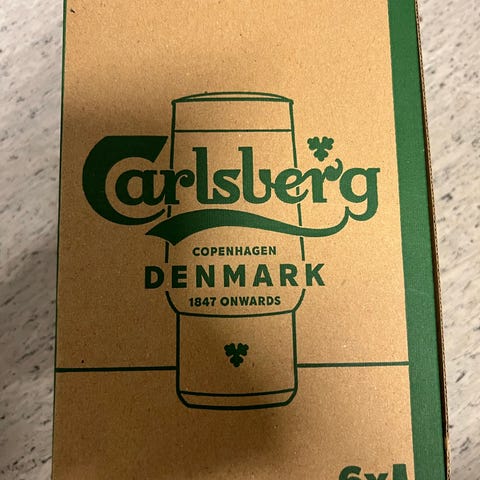 Carlsberg
COPENHAGEN
DENMARK
1847 ONWARDS